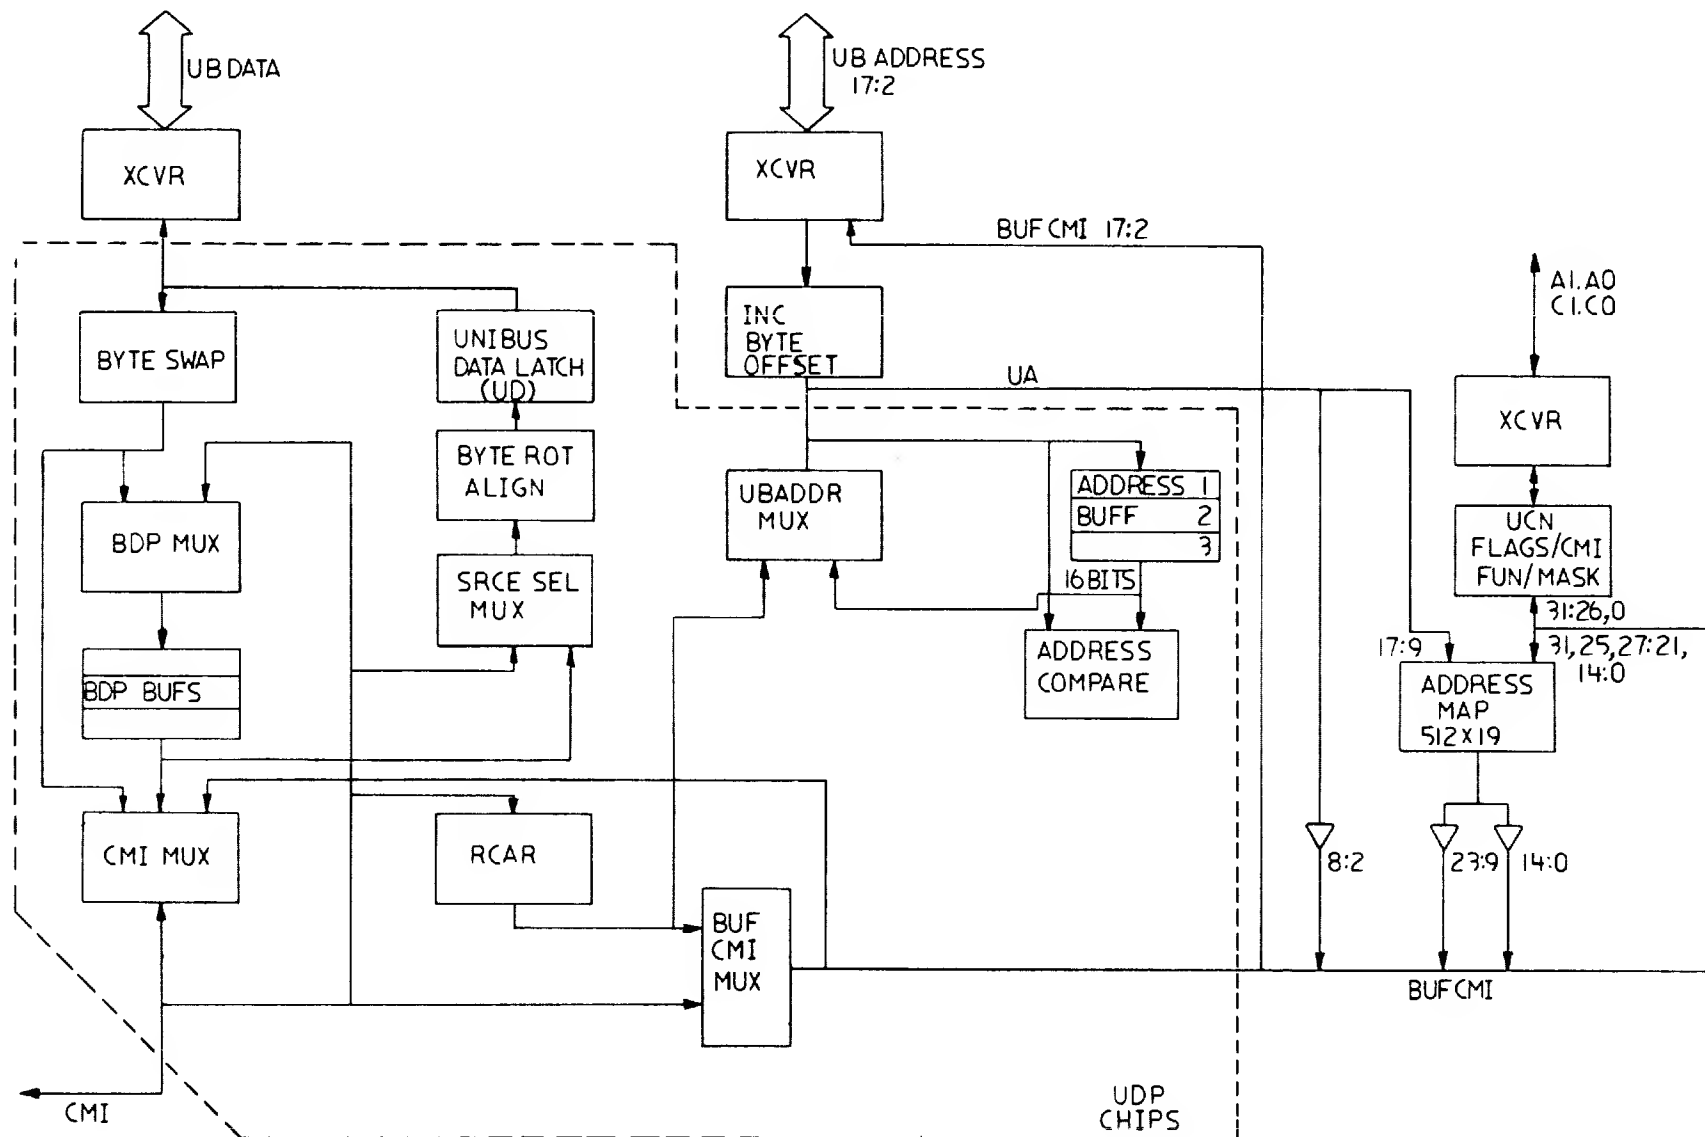 UB DATA
UB ADDRESS
17:2
XCVR
XCVR
BUF CMI 17:2
A1.A0
C1.C0
BYTE SWAP
UNIBUS
DATA LATCH
(UD)
INC
BYTE
OFFSET
UA
XCVR
BYTE ROT
ALIGN
UBADDR
MUX
ADDRESS 1
BUFF 2
3
BDP MUX
UCN
FLAGS/CMI
FUN/MASK
SRCE SEL
MUX
16 BITS
31:26,0
17:9
31,25,27:21,
14:0
ADDRESS
COMPARE
BDP BUFS
ADDRESS
MAP
512X19
CMI MUX
RCAR
8:2
23:9
14:0
BUF
CMI
MUX
BUF CMI
CMI
UDP
CHIPS